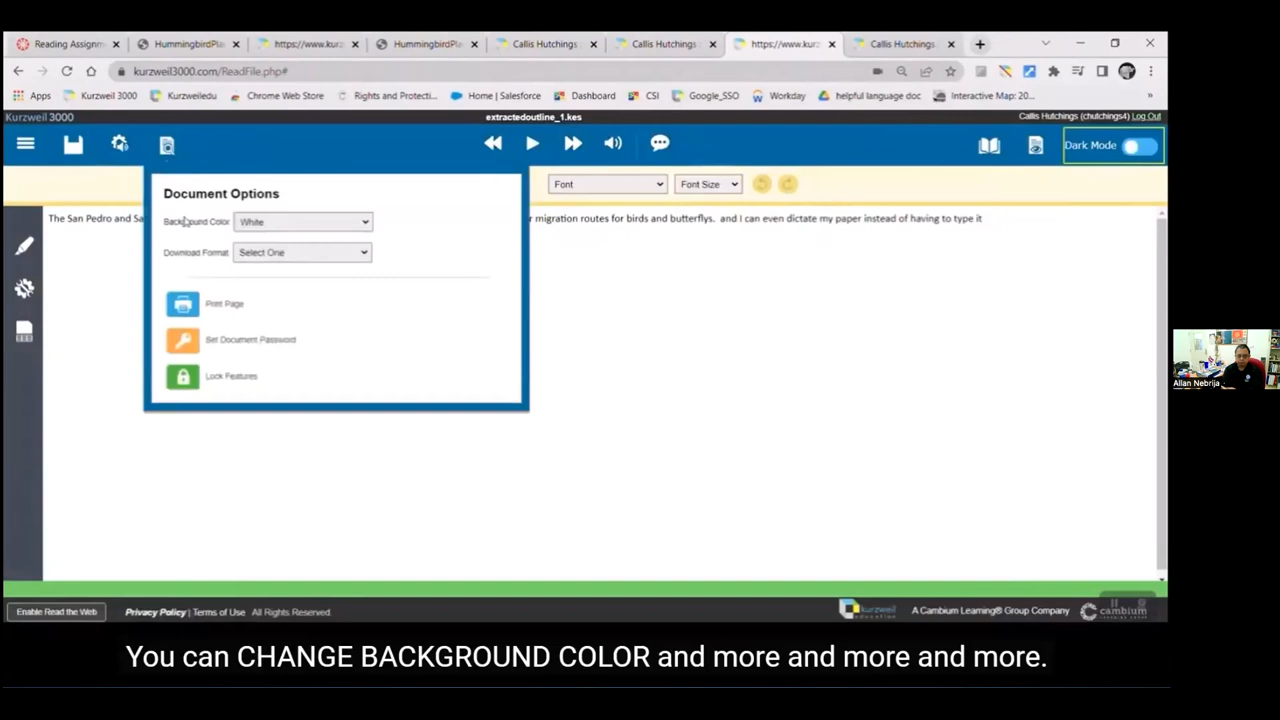 Reading Assignm
HummingbirdPla
https://www.kurz
HummingbirdPla
Callis Hutchings
Callis Hutchings
https://www.kurz
Callis Hutchings
kurzweil3000.com/ReadFile.php#
Apps
Kurzweil 3000
Kurzweiledu
Chrome Web Store
Rights and Protecti...
Home | Salesforce
Dashboard
CSI
Google_SSO
Workday
helpful language doc
Interactive Map: 20...
Kurzweil 3000
extractedoutline_1.kes
Callis Hutchings (chutchings4) Log Out
Dark Mode
Document Options
Font
Font Size
The San Pedro and Sa
r migration routes for birds and butterflys. and I can even dictate my paper instead of having to type it
Background Color
White
Download Format
Select One
Print Page
Set Document Password
Lock Features
Allan Nebrija
Enable Read the Web
Privacy Policy | Terms of Use All Rights Reserved
kurzweil
education
A Cambium Learning® Group Company
cambium
You can CHANGE BACKGROUND COLOR and more and more and more.